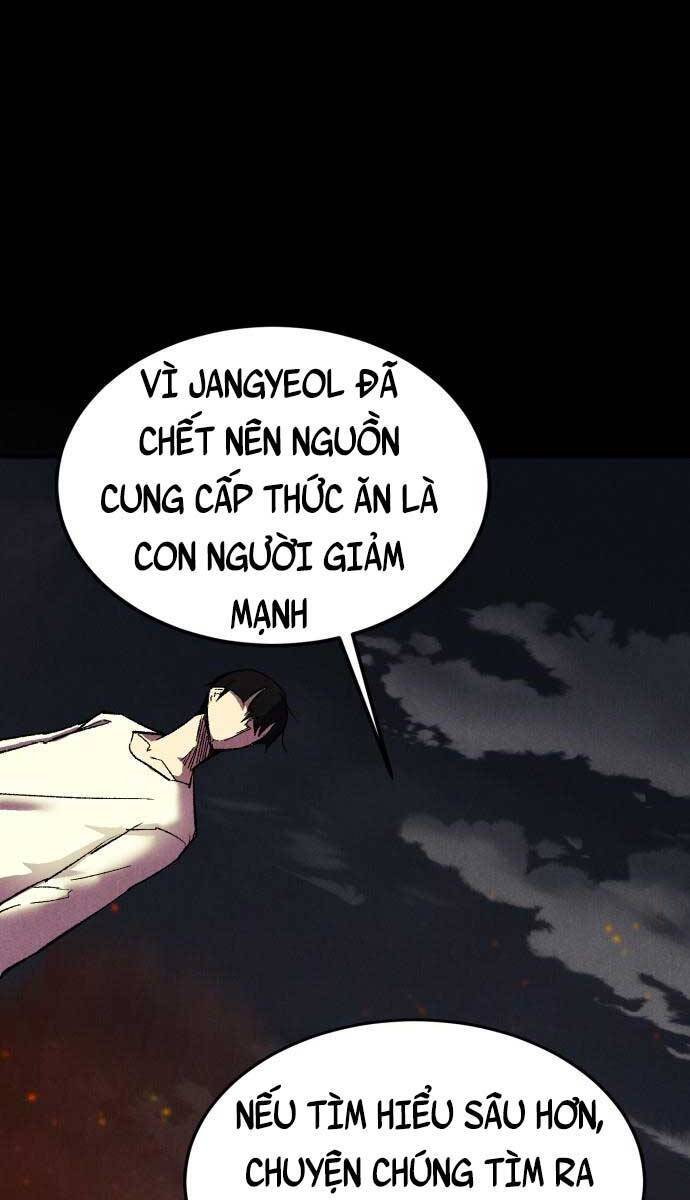 VÌ JANGYEOL ĐÃ
CHẾT NÊN NGUỒN
CUNG CẤP THỨC ĂN LÀ
CON NGƯỜI GIẢM
MẠNH
NẾU TÌM HIỂU SÂU HƠN,
CHUYỆN CHÚNG TÌM RA